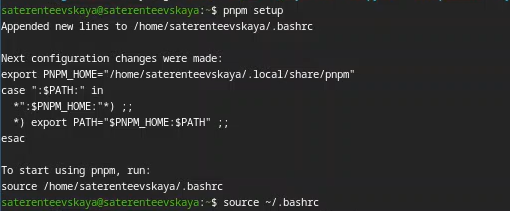 saterenteevskaya@saterenteevskaya:~$ pnpm setup
Appended new lines to /home/saterenteevskaya/.bashrc

Next configuration changes were made:
export PNPM_HOME="/home/saterenteevskaya/.local/share/pnpm"
case ":$PATH:" in
  *":$PNPM_HOME:"*) ;;
  *) export PATH="$PNPM_HOME:$PATH" ;;
esac

To start using pnpm, run:
source /home/saterenteevskaya/.bashrc
saterenteevskaya@saterenteevskaya:~$ source ~/.bashrc